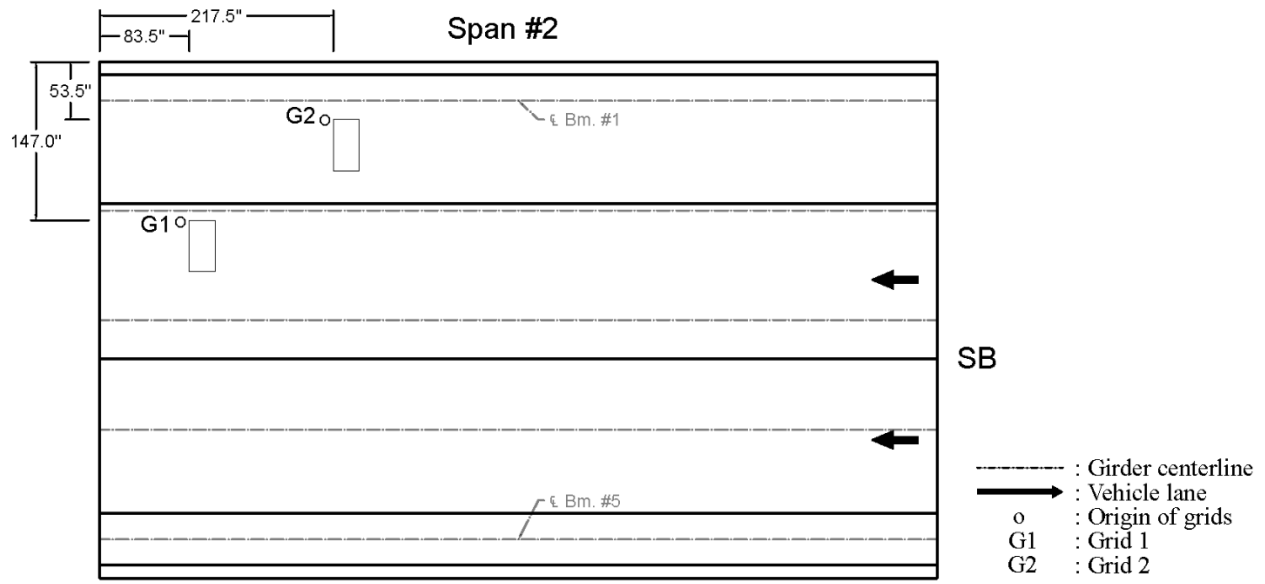 217.5"
83.5"
Span #2
53.5"
147.0"
G2
℄ Bm. #1
G1
SB
℄ Bm. #5
: Girder centerline
: Vehicle lane
o : Origin of grids
G1 : Grid 1
G2 : Grid 2